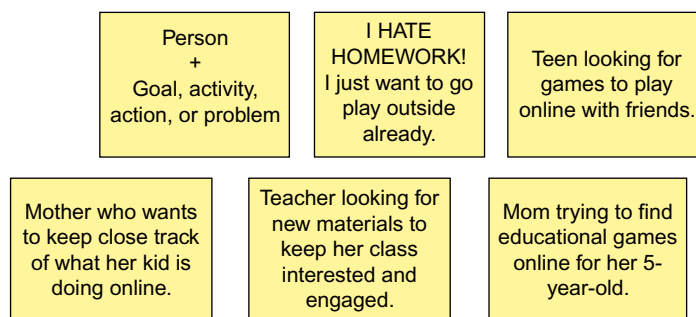 Person
+
Goal, activity,
action, or problem
I HATE
HOMEWORK!
I just want to go
play outside
already.
Teen looking for
games to play
online with friends.
Mother who wants
to keep close track
of what her kid is
doing online.
Teacher looking for
new materials to
keep her class
interested and
engaged.
Mom trying to find
educational games
online for her 5-
year-old.